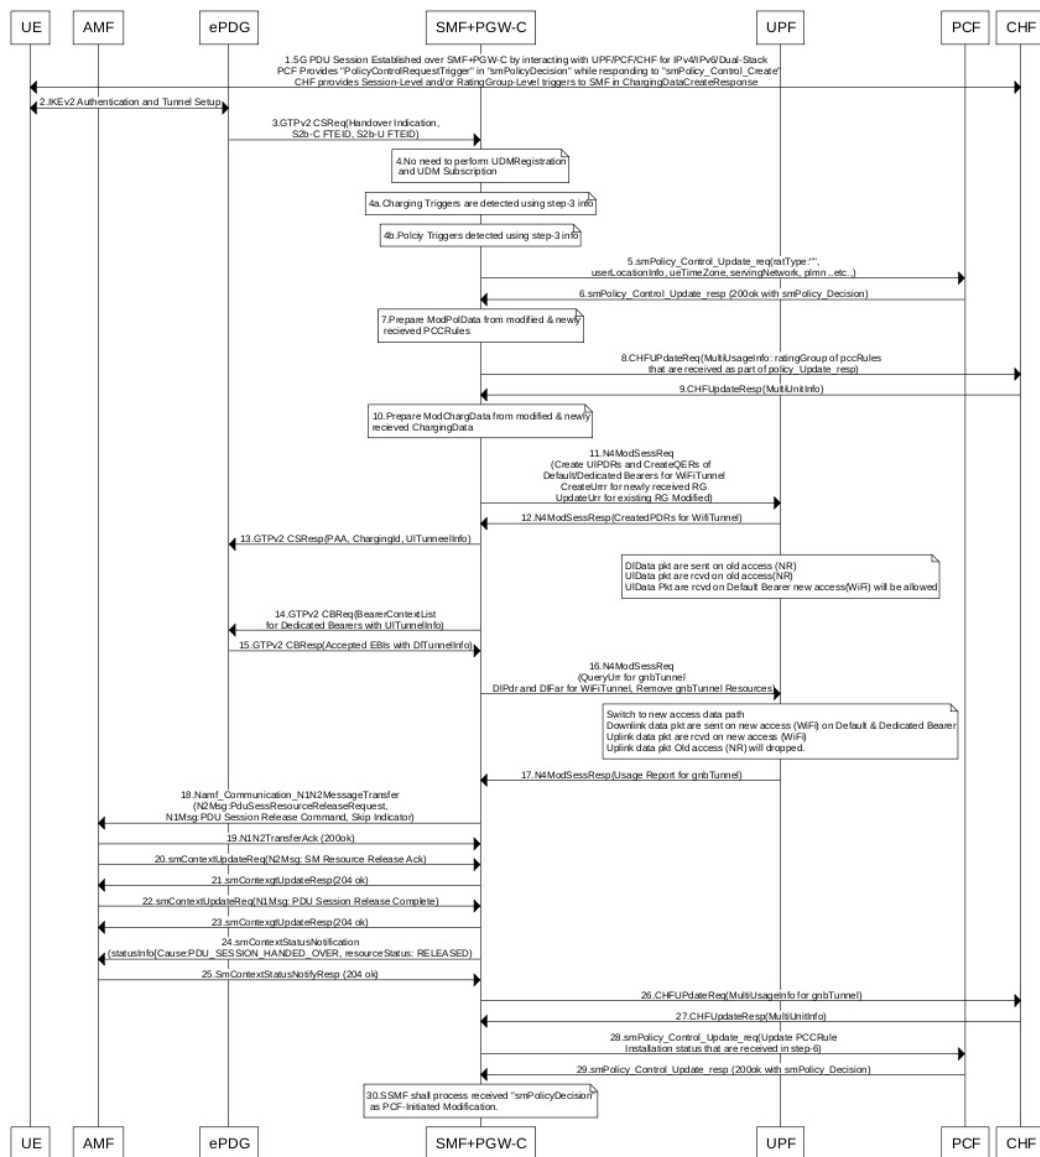 UE AMF ePDG SMF+PGW-C UPF PCF CHF
1.5G PDU Session Established over SMF+PGW-C by interacting with UPF/PCF/CHF for IPv4/IPv6/Dual-Stack
PCF Provides "PolicyControlRequestTrigger" in "smPolicyDecision" while responding to "smPolicy_Control_Create"
CHF prrovides Session-Level and/or RatingGroup-Level triggers to SMF in ChargingDataCreateResponse
2.IKEv2 Authentication and Tunnel Setup
3.GTPv2 CSReq(Handover Indication,
S2b-C FTEID, S2b-U FTEID)
4.No need to perform UDMRegistration
and UDM Subscription
4a.Charging Triggers are detected using step-3 info
4b.Polciy Triggers detected using step-3 info
5.smPolicy_Control_Update_req(ratType:"",
userLocationInfo, ueTimeZone, servingNetwork, plmn ..etc..,)
6.smPolicy_Control_Update_resp (200ok with smPolicy_Decision)
7.Prepare ModPolData from modified & newly
recieved PCCRules
8.CHFUPdateReq(MultiUsageInfo: ratingGroup of pccRules
that are received as part of policy_Update_resp)
9.CHFUpdateResp(MultiUnitInfo)
10.Prepare ModChargData from modified & newly
recieved ChargingData
11.N4ModSessReq
(Create UlPDRs and CreateQERs of
Default/Dedicated Bearers for WiFiTunnel
CreateUrrr for newly received RG
UpdateUrr for existing RG Modified)
12.N4ModSessResp(CreatedPDRs for WifiTunnel)
13.GTPv2 CSResp(PAA, ChargingId, UlTunneelInfo)
DlData pkt are sent on old access (NR)
UlData pkt are rcvd on old access(NR)
UlData Pkt are rcvd on Default Bearer new access(WiFi) will be allowed
14.GTPv2 CBReq(BearerContextList
for Dedicated Bearers with UlTunnelInfo)
15.GTPv2 CBResp(Accepted EBIs with DlTunnelInfo)
16.N4ModSessReq
(QueryUrr for gnbTunnel
DlPdr and DlFar for WiFiTunnel, Remove gnbTunnel Resources)
Switch to new access data path
Downlink data pkt are sent on new access (WiFi) on Default & Dedicated Bearer
Uplink data pkt are rcvd on new access (WiFi)
Uplink data pkt Old access (NR) will dropped.
17.N4ModSessResp(Usage Report for gnbTunnel)
18.Namf_Communication_N1N2MessageTransfer
(N2Msg:PduSessResourceReleaseRequest,
N1Msg:PDU Session Release Command, Skip Indicator)
19.N1N2TransferAck (200ok)
20.smContextUpdateReq(N2Msg: SM Resource Release Ack)
21.smContexgtUpdateResp(204 ok)
22.smContextUpdateReq(N1Msg: PDU Session Release Complete)
23.smContexgtUpdateResp(204 ok)
24.smContextStatusNotification
(statusInfo[Cause:PDU_SESSION_HANDED_OVER, resourceStatus: RELEASED)
25.SmContextStatusNotifyResp (204 ok)
26.CHFUPdateReq(MultiUsageInfo for gnbTunnel)
27.CHFUpdateResp(MultiUnitInfo)
28.smPolicy_Control_Update_req(Update PCCRule
Installation status that are received in step-6)
29.smPolicy_Control_Update_resp (200ok with smPolicy_Decision)
30.SSMF shall process received "smPolicyDecision"
as PCF-Initiated Modification.
UE AMF ePDG SMF+PGW-C UPF PCF CHF